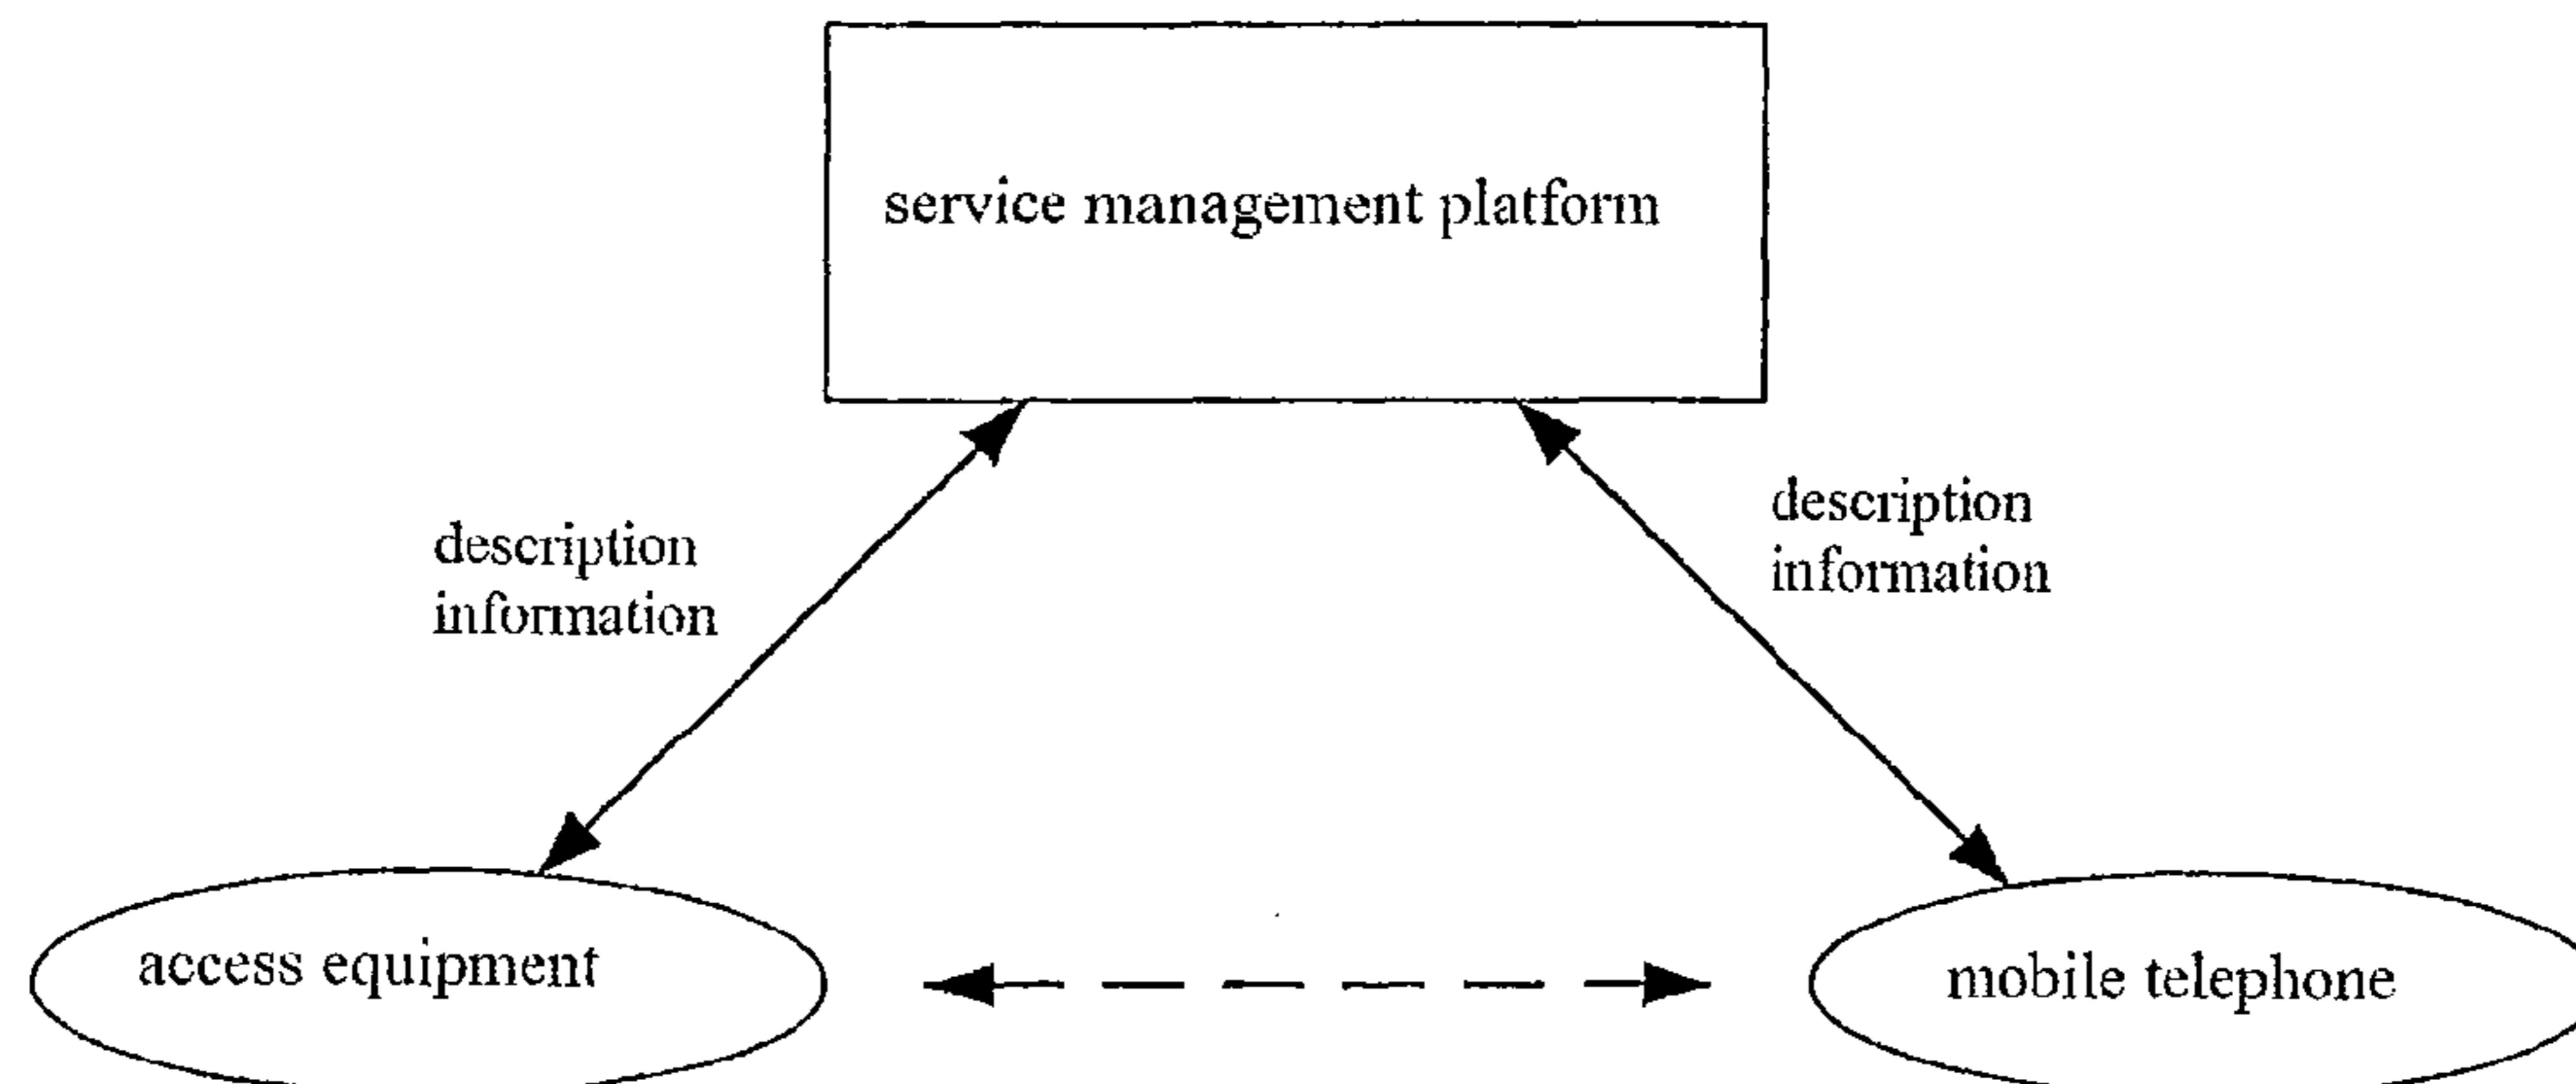 service management platform
description
information
description
information
access equipment
mobile telephone